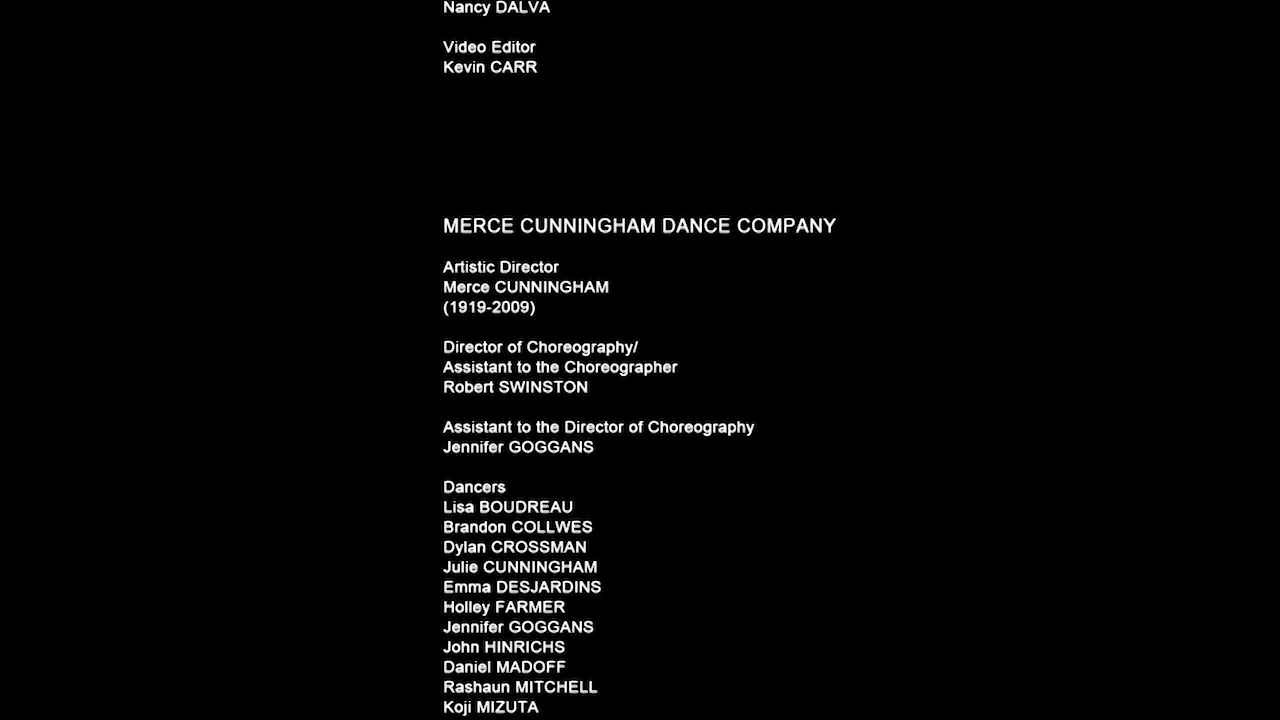 Nancy DALVA
Video Editor
Kevin CARR
MERCE CUNNINGHAM DANCE COMPANY
Artistic Director
Merce CUNNINGHAM
(1919-2009)
Director of Choreography/
Assistant to the Choreographer
Robert SWINSTON
Assistant to the Director of Choreography
Jennifer GOGGANS
Dancers
Lisa BOUDREAU
Brandon COLLWES
Dylan CROSSMAN
Julie CUNNINGHAM
Emma DESJARDINS
Holley FARMER
Jennifer GOGGANS
John HINRICHS
Daniel MADOFF
Rashaun MITCHELL
Koji MIZUTA